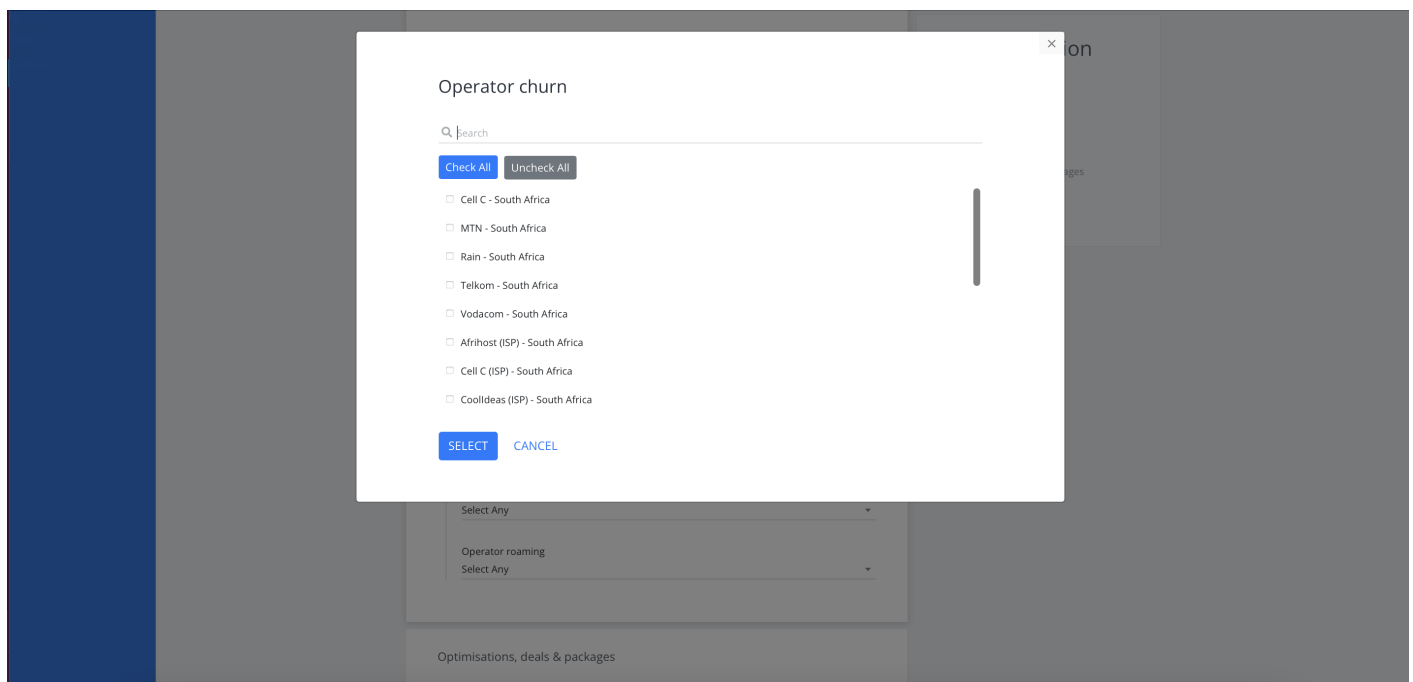 ion
×
Operator churn
Search
Check All Uncheck All
ages
Cell C - South Africa
MTN - South Africa
Rain - South Africa
Telkom - South Africa
Vodacom - South Africa
Afrihost (ISP) - South Africa
Cell C (ISP) - South Africa
CoolIdeas (ISP) - South Africa
SELECT CANCEL
Select Any
Operator roaming
Select Any
Optimisations, deals & packages